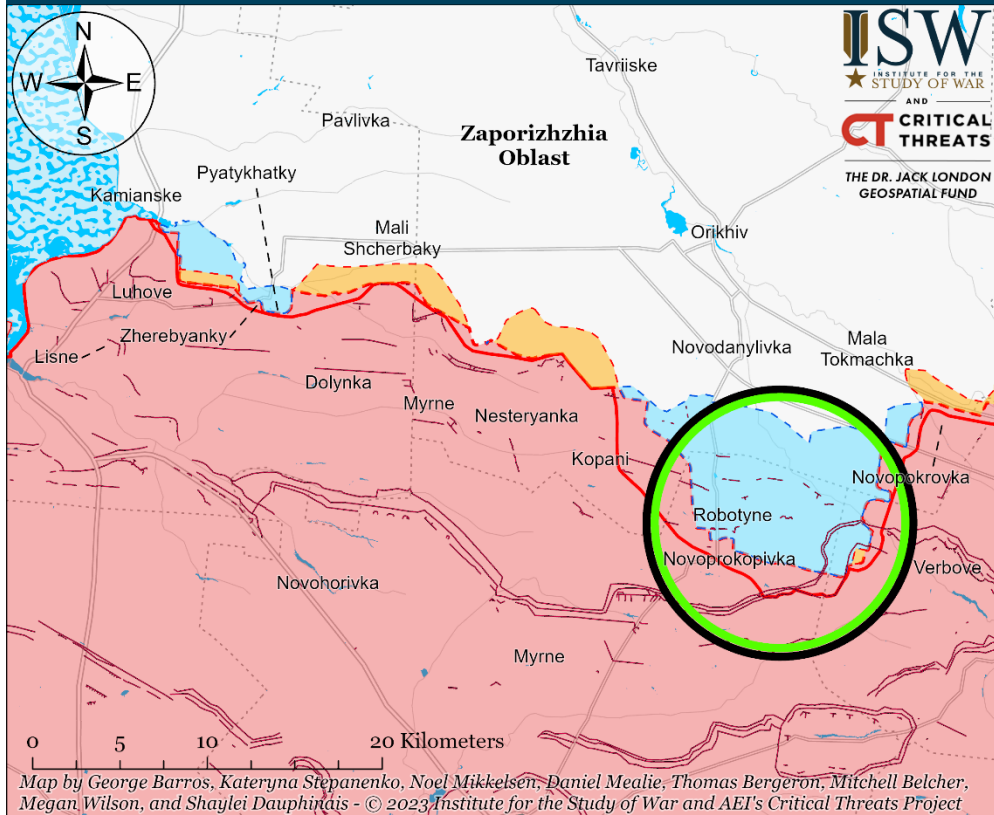 N
W E
S
ISW
INSTITUTE FOR THE
STUDY OF WAR
AND
CT CRITICAL
THREATS
THE DR. JACK LONDON
GEOSPATIAL FUND
Tavriiske
Pavlivka
Zaporizhzhia
Oblast
Pyatykhatky
Kamianske
Mali
Shcherbaky
Orikhiv
Luhove
Zherebyanky
Novodanylivka
Mala
Tokmachka
Lisne
Dolynka
Myrne
Nesteryanka
Kopani
Novopokrovka
Robotyne
Novoprokopivka
Verbove
Novohorivka
Myrne
0 5 10 20 Kilometers
Map by George Barros, Kateryna Stepanenko, Noel Mikkelsen, Daniel Mealie, Thomas Bergeron, Mitchell Belcher,
Megan Wilson, and Shaylei Dauphinais - © 2023 Institute for the Study of War and AEI's Critical Threats Project